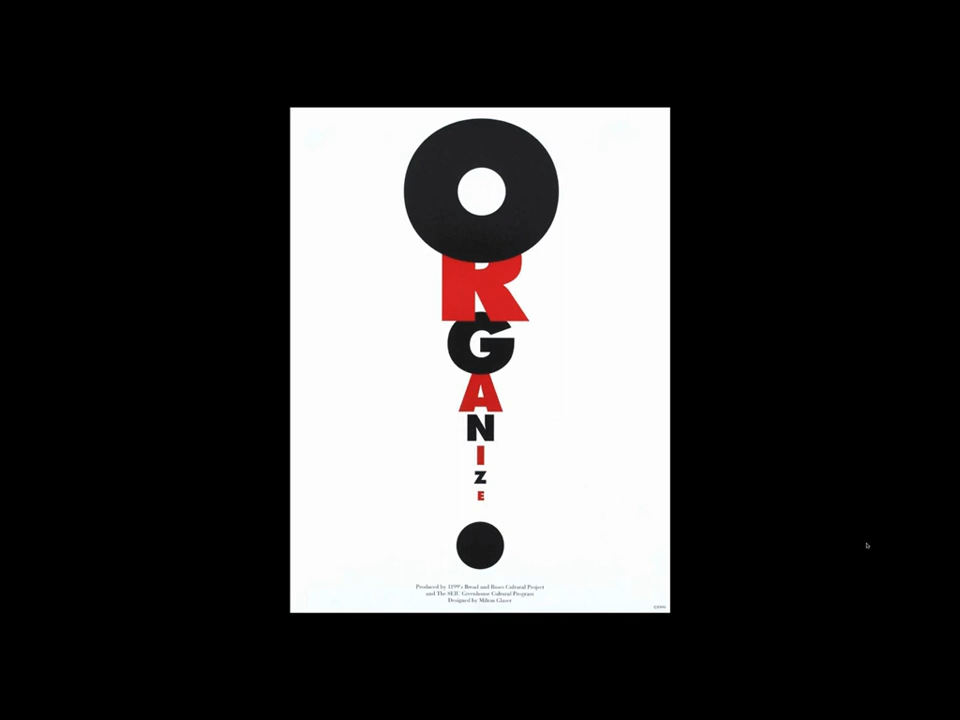 ORGANIZE
Produced by 1199's Bread and Roses Cultural Project
and The SEIU Greenhouse Cultural Program
Designed by Milton Glaser